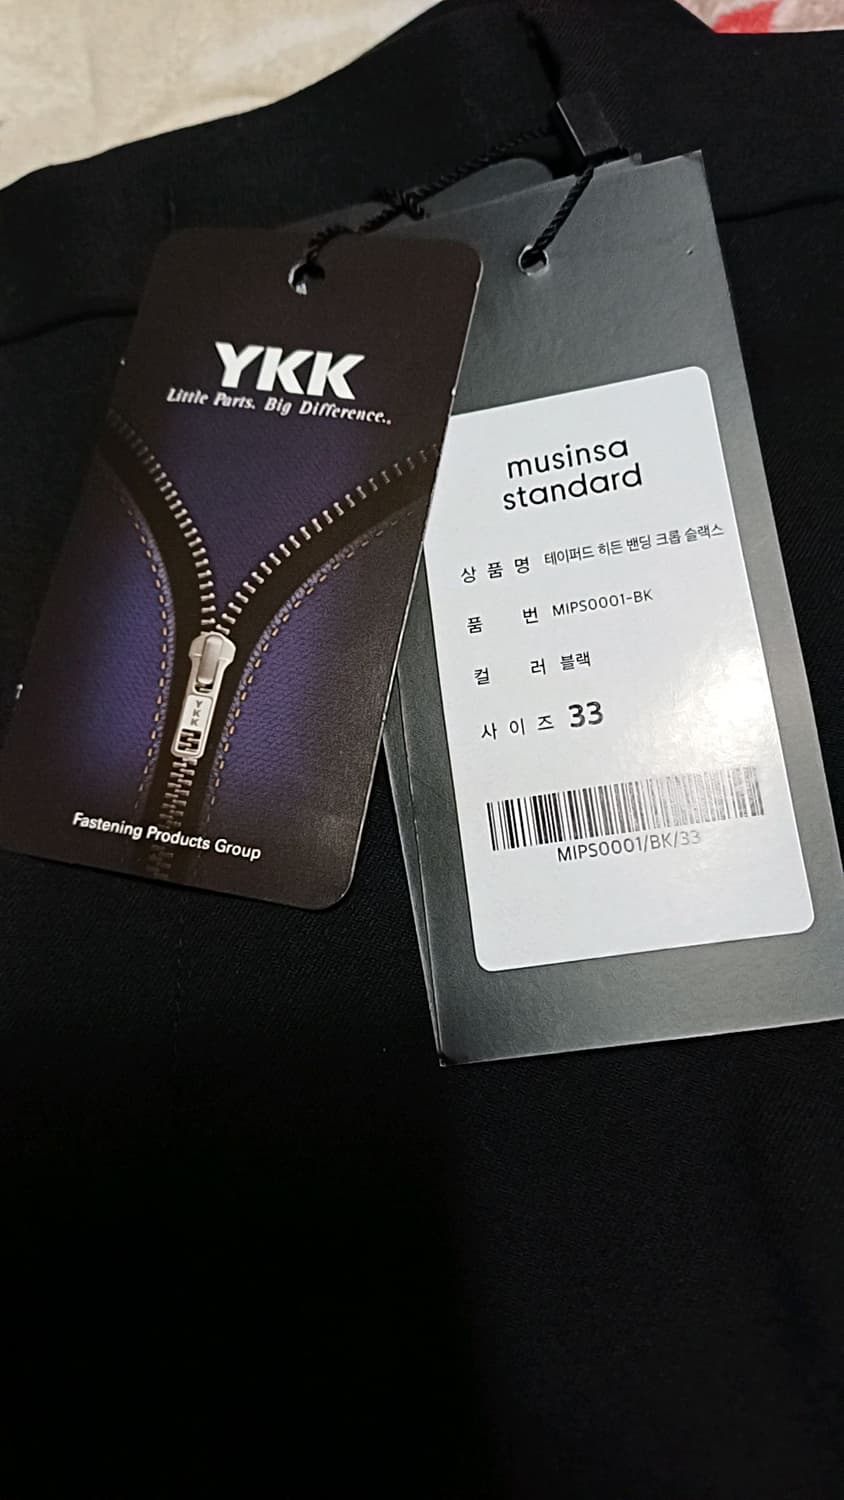 YKK
Little Parts. Big Difference..
YKK
Fastening Products Group
musinsa
standard
상 품 명 테이퍼드 히든 밴딩 크롭 슬랙스
품 번 MIPS0001-BK
컬 러 블랙
사 이 즈 33
MIPS0001/BK/33